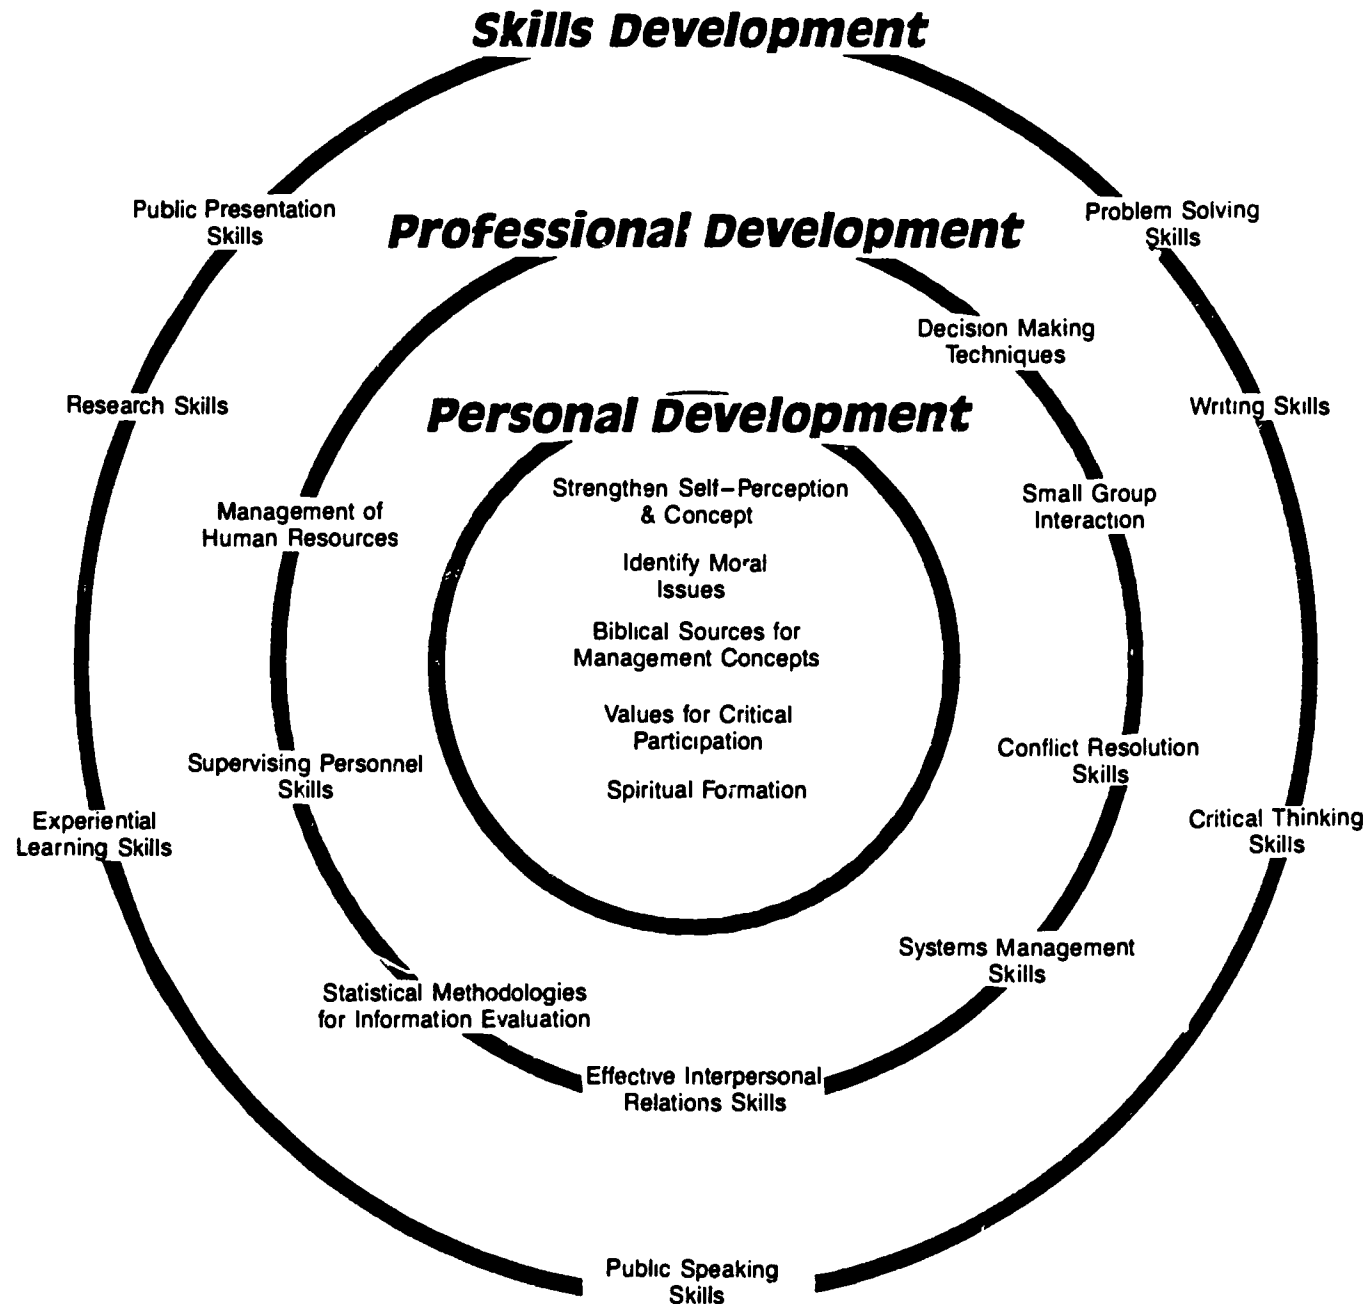 Skills Development
Public Presentation
Skills
Problem Solving
Skills
Professional Development
Decision Making
Techniques
Research Skills
Writing Skills
Personal Development
Strengthen Self-Perception
& Concept
Small Group
Interaction
Management of
Human Resources
Identify Moral
Issues
Biblical Sources for
Management Concepts
Values for Critical
Participation
Conflict Resolution
Skills
Supervising Personnel
Skills
Spiritual Formation
Experiential
Learning Skills
Critical Thinking
Skills
Systems Management
Skills
Statistical Methodologies
for Information Evaluation
Effective Interpersonal
Relations Skills
Public Speaking
Skills